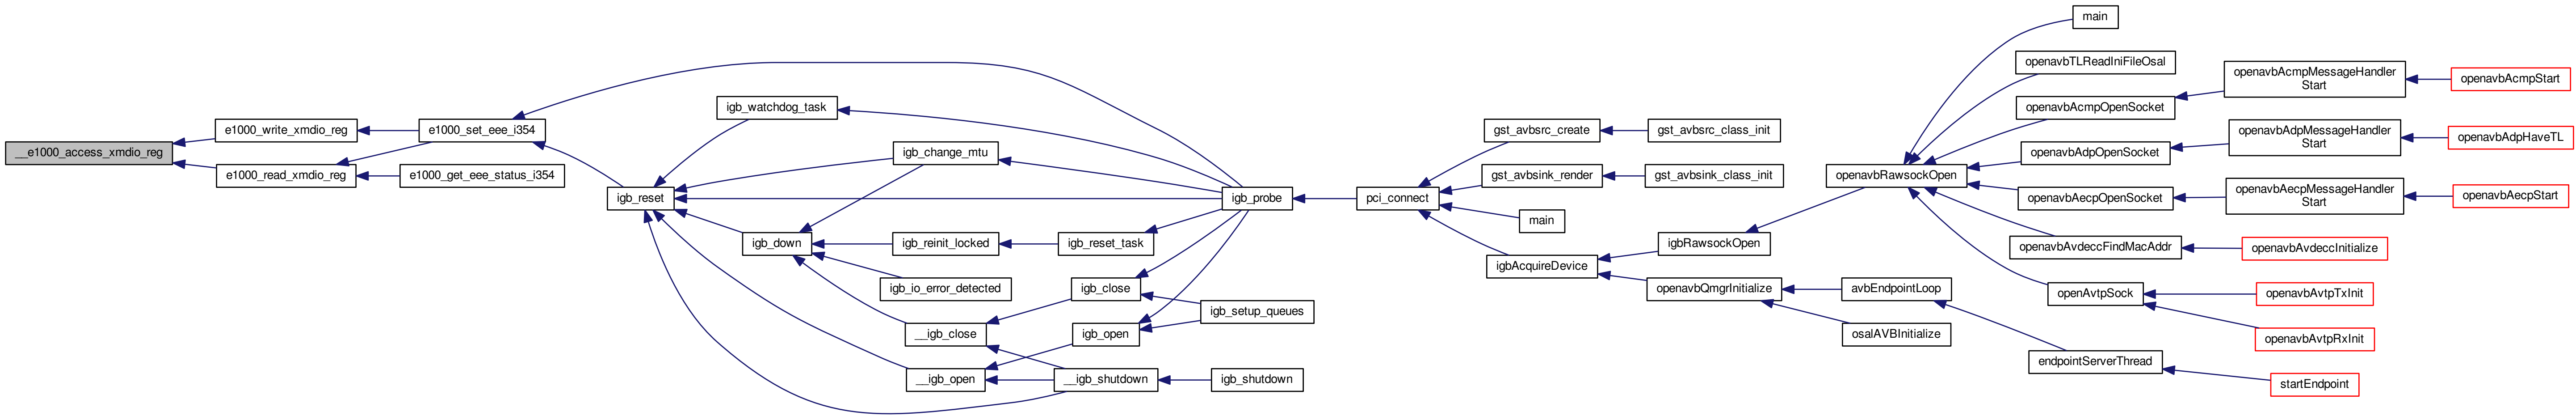 __e1000_access_xmdio_reg
e1000_write_xmdio_reg
e1000_read_xmdio_reg
e1000_set_eee_i354
e1000_get_eee_status_i354
igb_reset
igb_watchdog_task
igb_change_mtu
igb_down
igb_reinit_locked
igb_reset_task
igb_io_error_detected
__igb_close
__igb_open
igb_close
igb_open
__igb_shutdown
igb_probe
igb_setup_queues
igb_shutdown
pci_connect
gst_avbsrc_create
gst_avbsrc_class_init
gst_avbsink_render
gst_avbsink_class_init
main
igbAcquireDevice
igbRawsockOpen
openavbQmgrInitialize
avbEndpointLoop
osalAVBInitialize
openavbRawsockOpen
main
openavbTLReadIniFileOsal
openavbAcmpOpenSocket
openavbAcmpMessageHandler
Start
openavbAcmpStart
openavbAdpOpenSocket
openavbAdpMessageHandler
Start
openavbAdpHaveTL
openavbAecpOpenSocket
openavbAecpMessageHandler
Start
openavbAecpStart
openavbAvdeccFindMacAddr
openavbAvdeccInitialize
openAvtpSock
openavbAvtpTxInit
openavbAvtpRxInit
endpointServerThread
startEndpoint